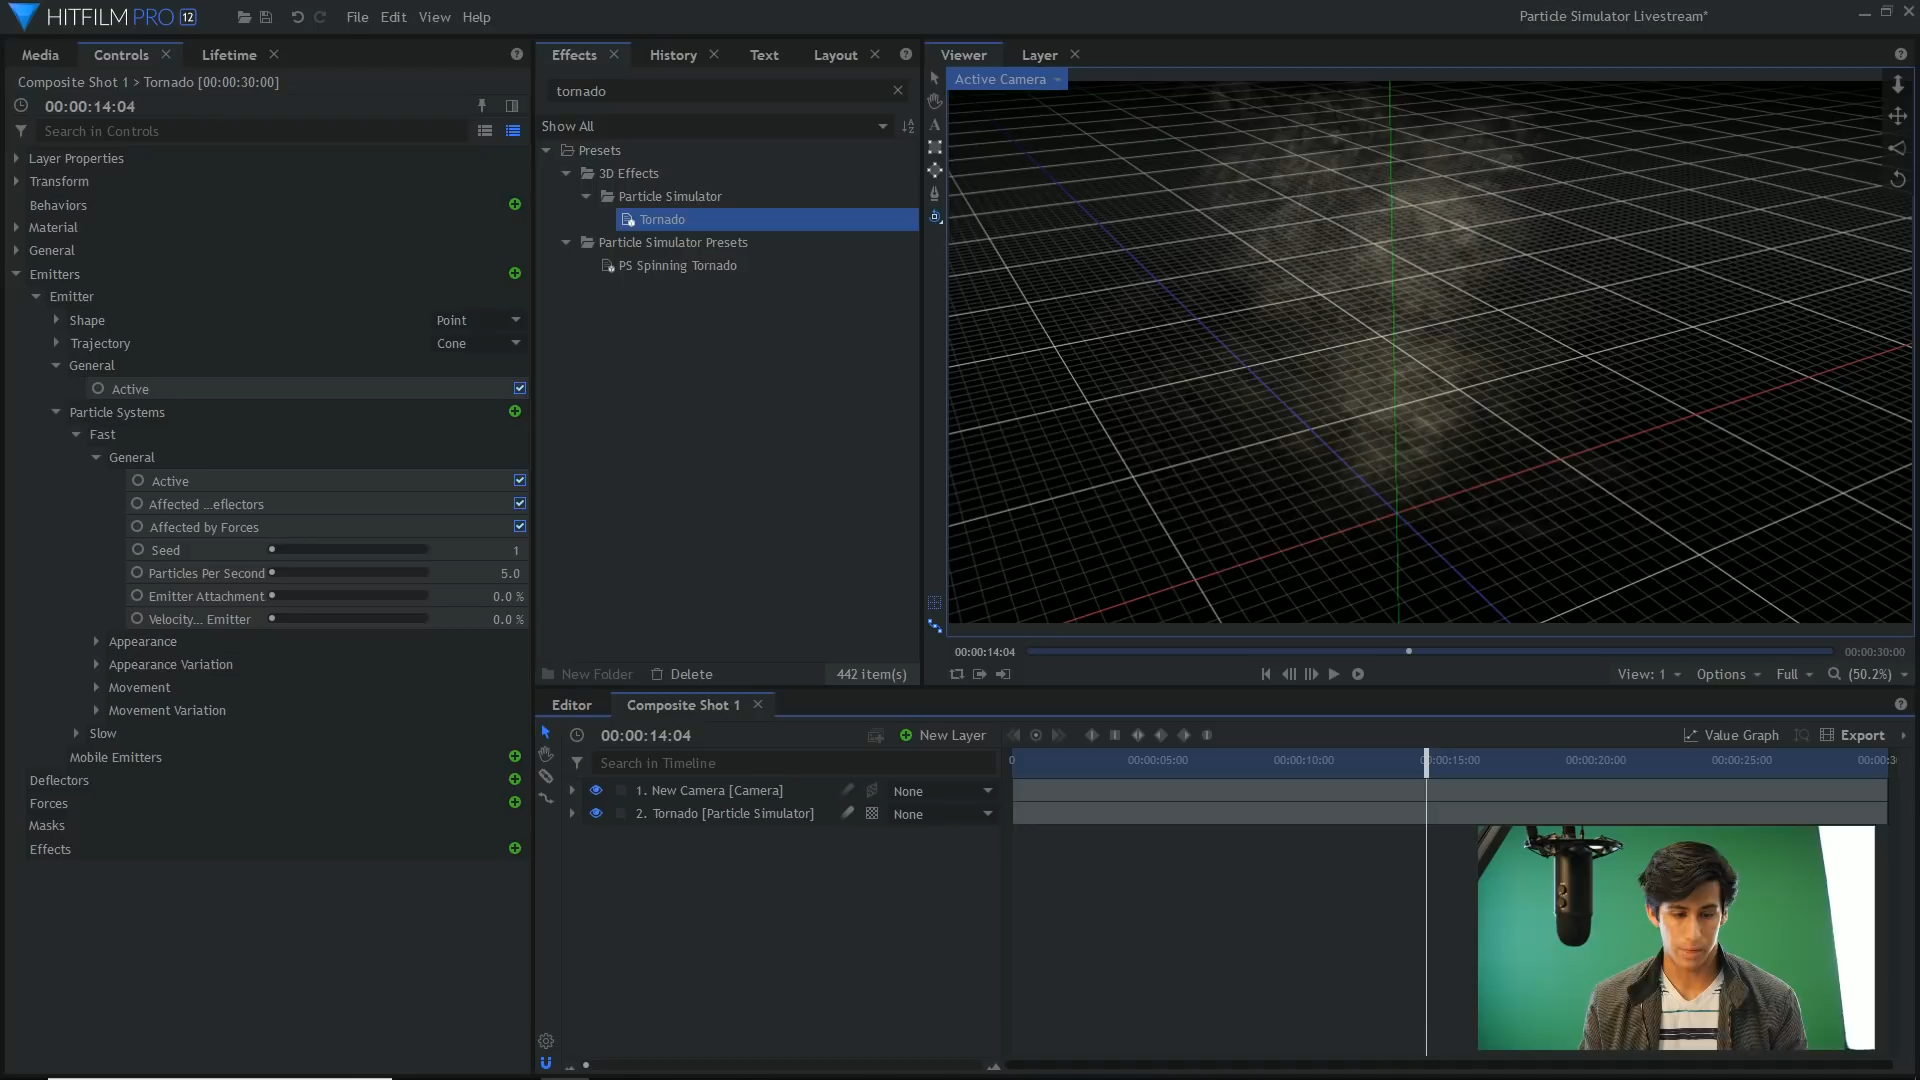 HITFILM PRO 12
File Edit View Help
Particle Simulator Livestream*
Media Controls Lifetime
Composite Shot 1 > Tornado [00:00:30:00]
00:00:14:04
Search in Controls
Layer Properties
Transform
Behaviors
Material
General
Emitters
Emitter
Shape Point
Trajectory Cone
General
Active
Particle Systems
Fast
General
Active
Affected ...eflectors
Affected by Forces
Seed 1
Particles Per Second 5.0
Emitter Attachment 0.0 %
Velocity... Emitter 0.0 %
Appearance
Appearance Variation
Movement
Movement Variation
Slow
Mobile Emitters
Deflectors
Forces
Masks
Effects
Effects History Text Layout
tornado
Show All
Presets
3D Effects
Particle Simulator
Tornado
Particle Simulator Presets
PS Spinning Tornado
New Folder Delete 442 item(s)
Viewer Layer
Active Camera
00:00:14:04 00:00:30:00
View: 1 Options Full (50.2%)
Editor Composite Shot 1
00:00:14:04 New Layer Value Graph Export
Search in Timeline
0 00:00:05:00 00:00:10:00 00:00:15:00 00:00:20:00 00:00:25:00 00:00:3
1. New Camera [Camera] None
2. Tornado [Particle Simulator] None